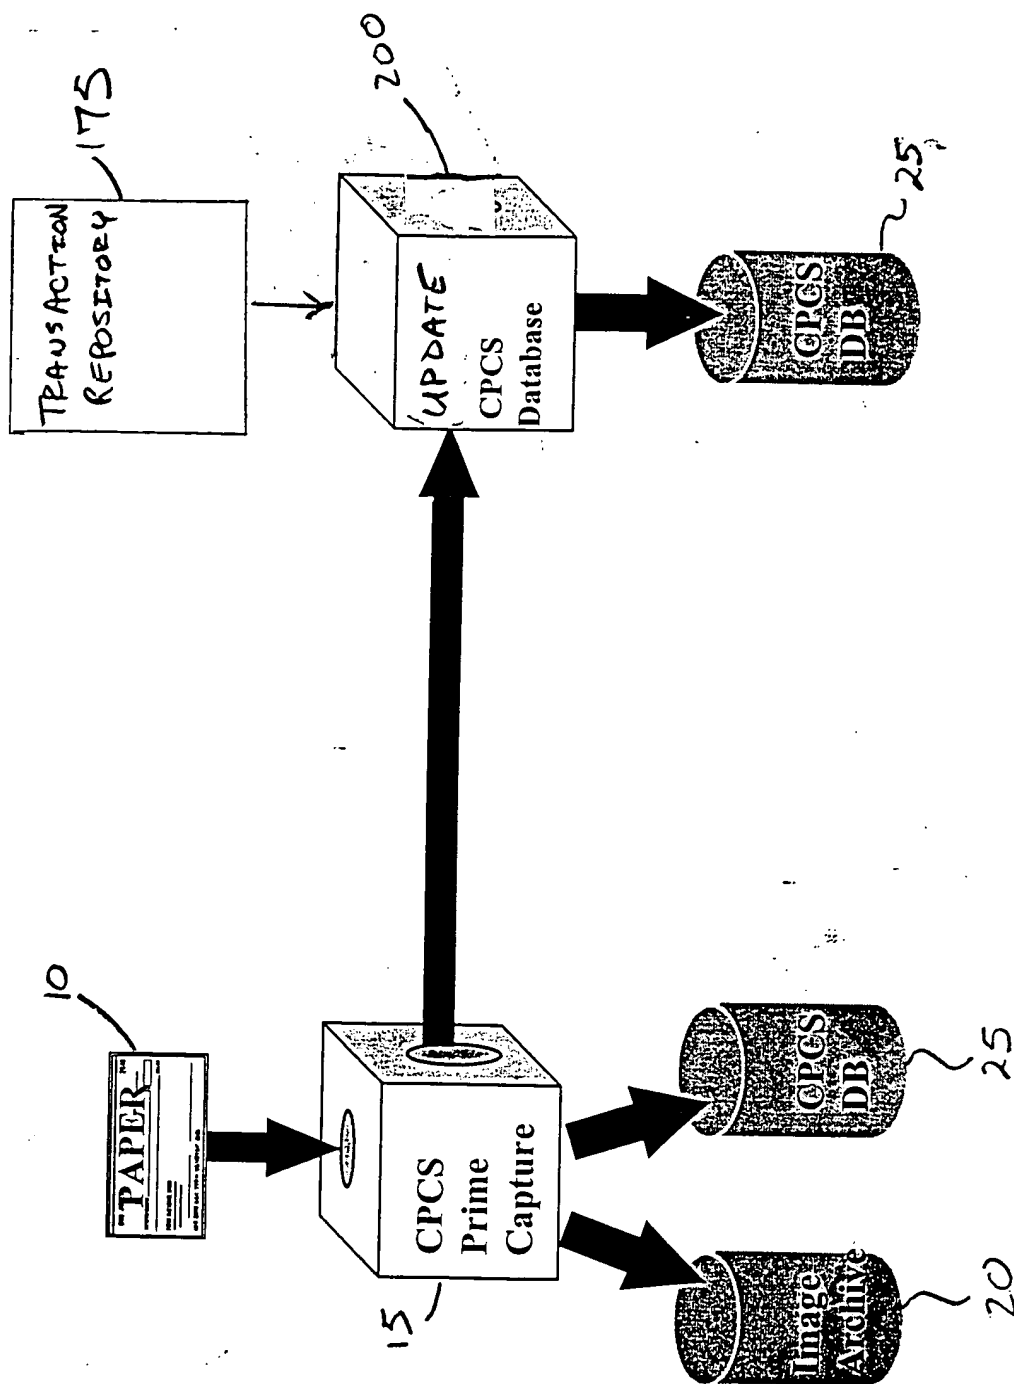 10
PAPER
15
CPCS
Prime
Capture
Image
Archive
20
CPCS
DB
25
TRANSACTION
REPOSITORY
175
UPDATE
CPCS
Database
200
CPCS
DB
25